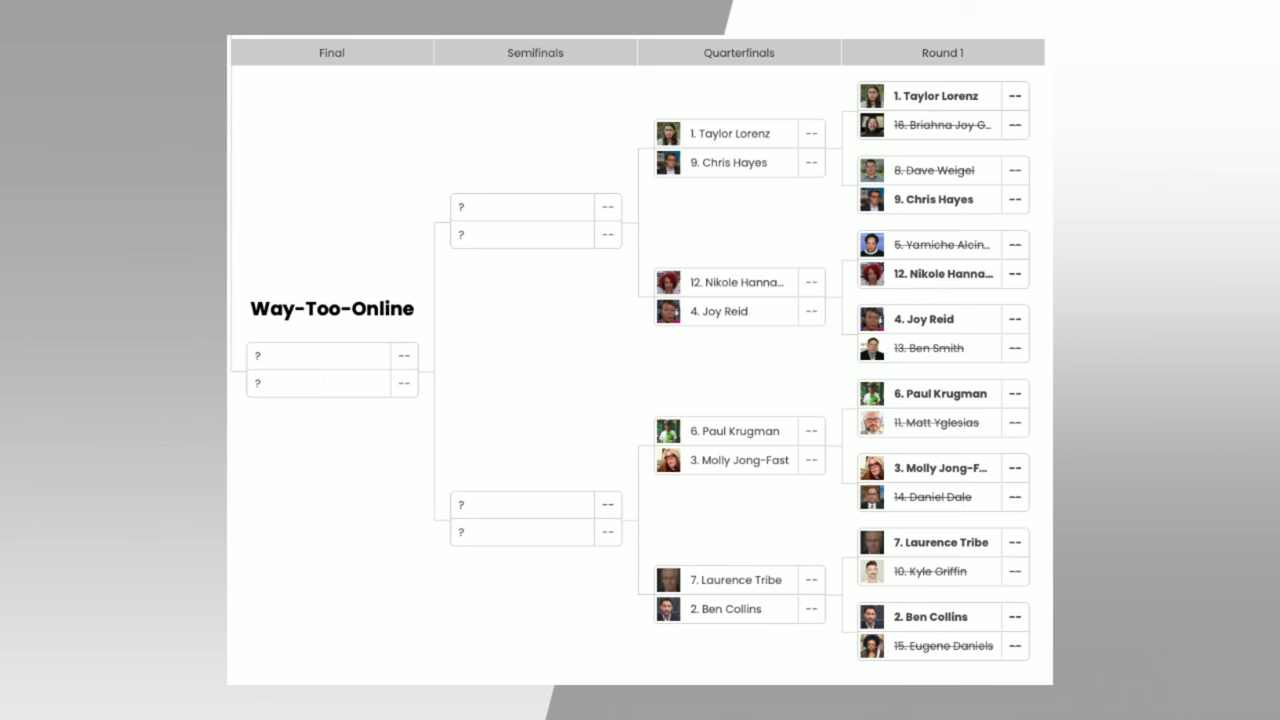 Final
Semifinals
Quarterfinals
Round 1
1. Taylor Lorenz --
16. Briahna Joy G... --
8. Dave Weigel --
9. Chris Hayes --
5. Yamiche Alcin... --
12. Nikole Hanna... --
4. Joy Reid --
13. Ben Smith --
6. Paul Krugman --
11. Matt Yglesias --
3. Molly Jong-F... --
14. Daniel Dale --
7. Laurence Tribe --
10. Kyle Griffin --
2. Ben Collins --
15. Eugene Daniels --
1. Taylor Lorenz --
9. Chris Hayes --
12. Nikole Hanna... --
4. Joy Reid --
6. Paul Krugman --
3. Molly Jong-Fast --
7. Laurence Tribe --
2. Ben Collins --
? --
? --
? --
? --
Way-Too-Online
? --
? --